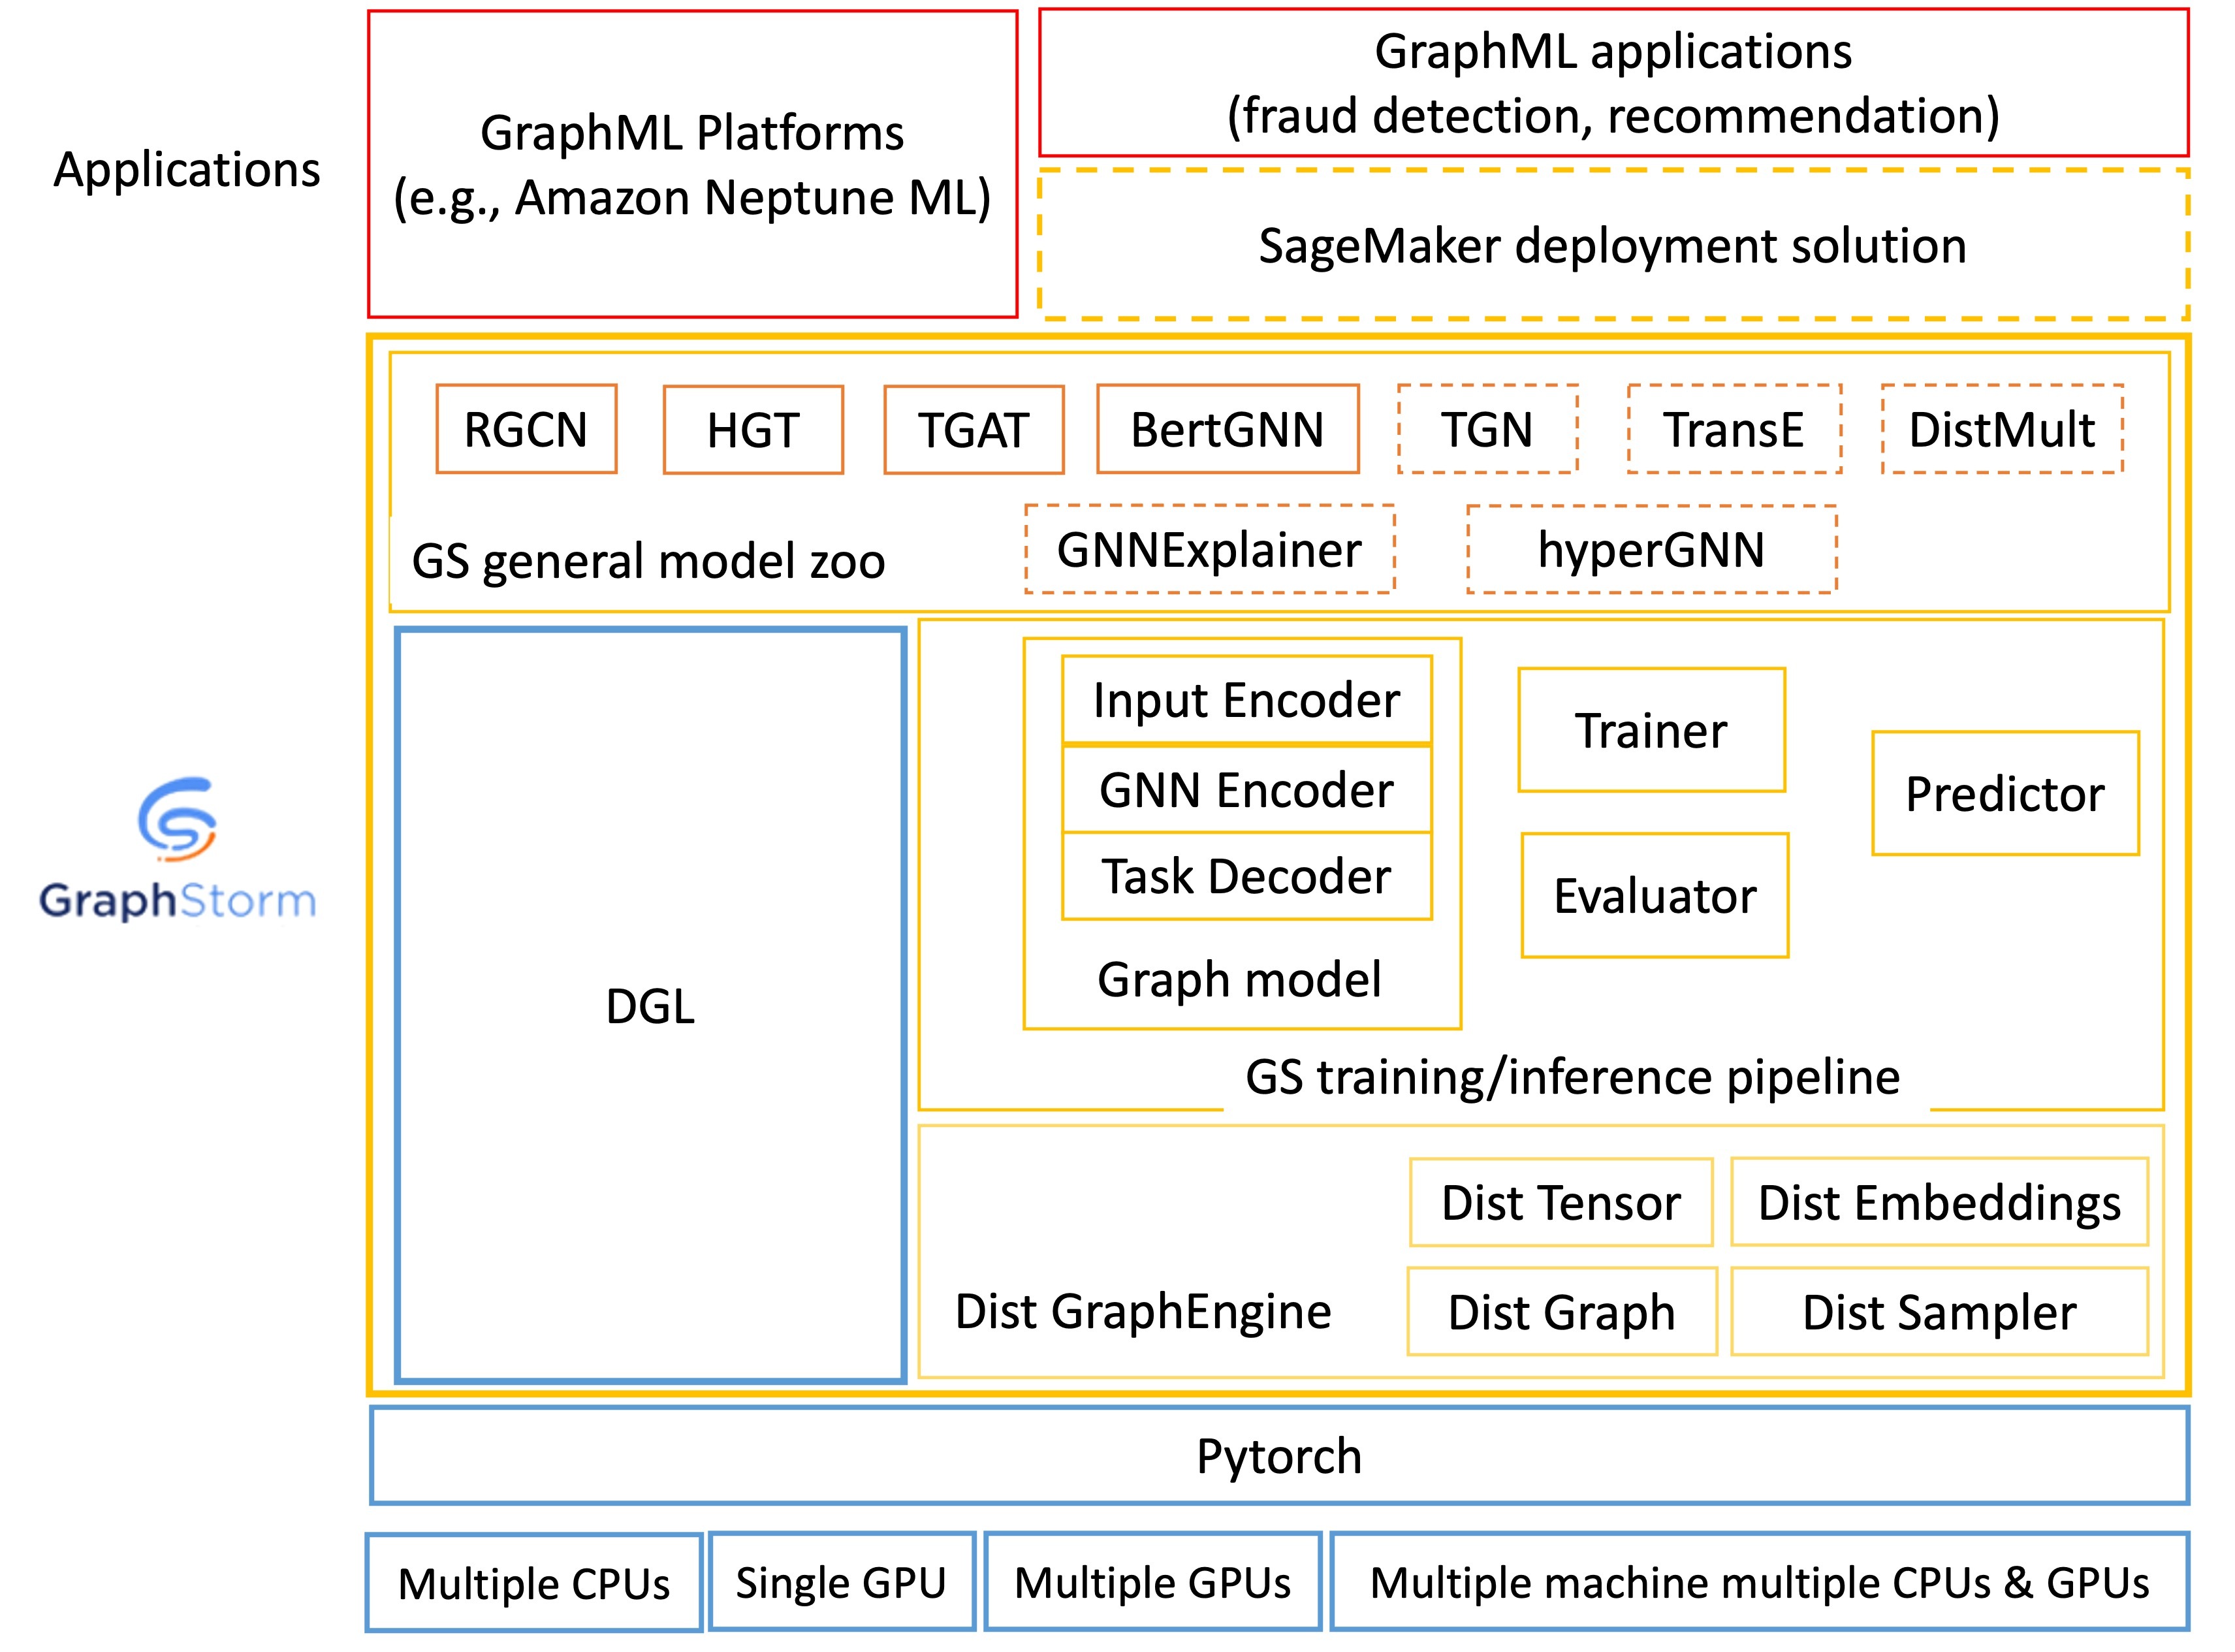 Applications
GraphML Platforms
(e.g., Amazon Neptune ML)
GraphML applications
(fraud detection, recommendation)
SageMaker deployment solution
RGCN
HGT
TGAT
BertGNN
TGN
TransE
DistMult
GS general model zoo
GNNExplainer
hyperGNN
GraphStorm
DGL
Input Encoder
GNN Encoder
Task Decoder
Graph model
Trainer
Evaluator
Predictor
GS training/inference pipeline
Dist GraphEngine
Dist Tensor
Dist Embeddings
Dist Graph
Dist Sampler
Pytorch
Multiple CPUs
Single GPU
Multiple GPUs
Multiple machine multiple CPUs & GPUs